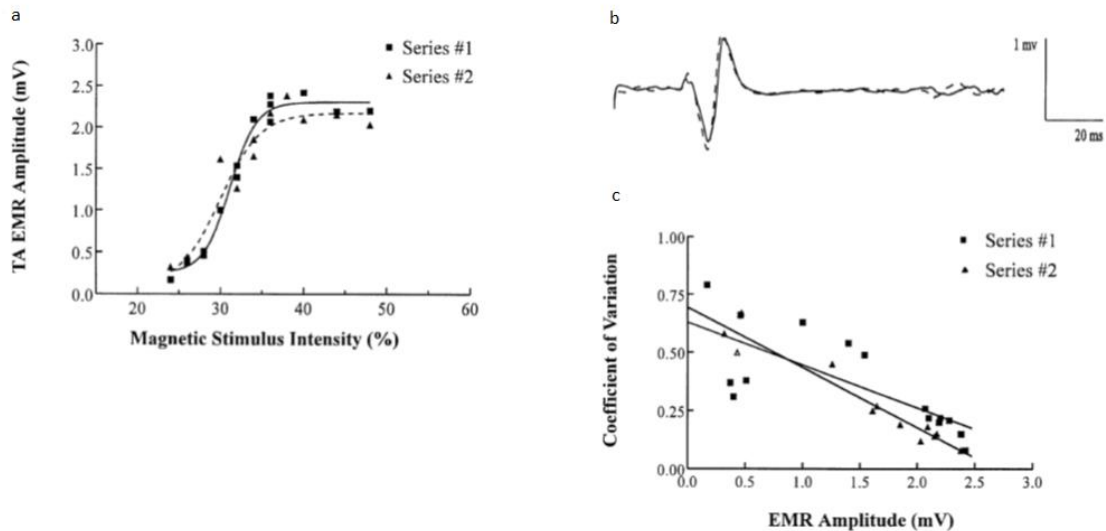 a
TA EMR Amplitude (mV)
3.0
2.5
2.0
1.5
1.0
0.5
0.0
20
30
40
50
60
Magnetic Stimulus Intensity (%)
Series #1
Series #2
b
1 mv
20 ms
c
Coefficient of Variation
1.00
0.75
0.50
0.25
0.00
0.0
0.5
1.0
1.5
2.0
2.5
3.0
EMR Amplitude (mV)
Series #1
Series #2